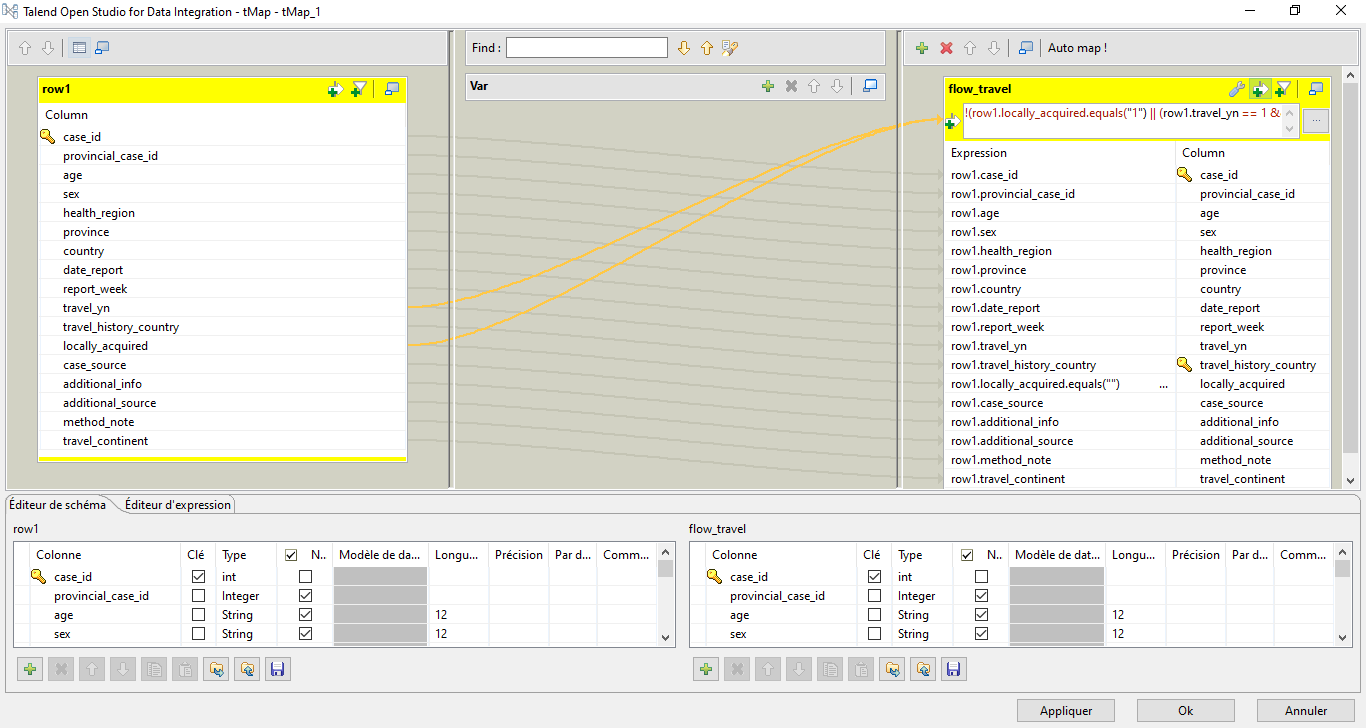 Talend Open Studio for Data Integration - tMap - tMap_1
Find :
Auto map !
row1
Column
case_id
provincial_case_id
age
sex
health_region
province
country
date_report
report_week
travel_yn
travel_history_country
locally_acquired
case_source
additional_info
additional_source
method_note
travel_continent
Var
flow_travel
!(row1.locally_acquired.equals("1") || (row1.travel_yn == 1 &
...
Expression Column
row1.case_id case_id
row1.provincial_case_id provincial_case_id
row1.age age
row1.sex sex
row1.health_region health_region
row1.province province
row1.country country
row1.date_report date_report
row1.report_week report_week
row1.travel_yn travel_yn
row1.travel_history_country travel_history_country
row1.locally_acquired.equals("") ... locally_acquired
row1.case_source case_source
row1.additional_info additional_info
row1.additional_source additional_source
row1.method_note method_note
row1.travel_continent travel_continent
Éditeur de schéma Éditeur d'expression
row1
Colonne Clé Type N.. Modèle de da... Longu... Précision Par d... Comm...
case_id int
provincial_case_id Integer
age String 12
sex String 12
flow_travel
Colonne Clé Type N.. Modèle de dat... Longu... Précision Par d... Comm...
case_id int
provincial_case_id Integer
age String 12
sex String 12
Appliquer Ok Annuler